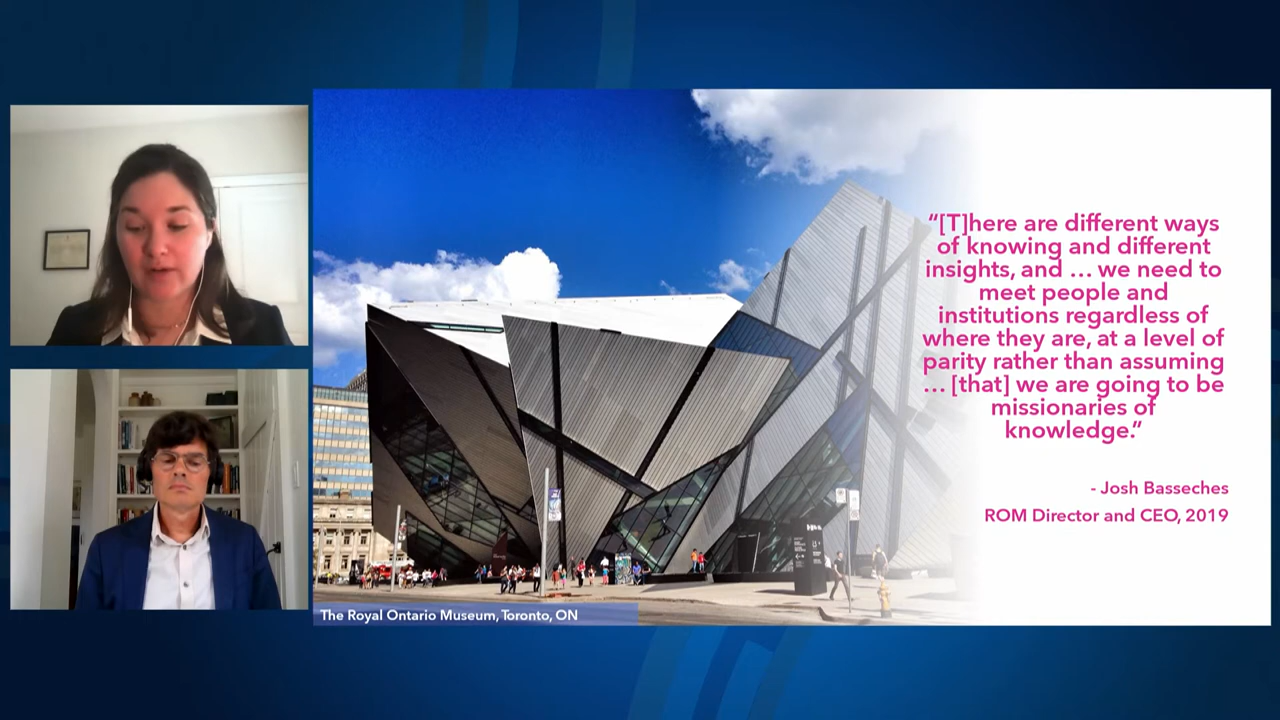 “[T]here are different ways
of knowing and different
insights, and … we need to
meet people and
institutions regardless of
where they are, at a level of
parity rather than assuming
… [that] we are going to be
missionaries of
knowledge.”
- Josh Basseches
ROM Director and CEO, 2019
The Royal Ontario Museum, Toronto, ON